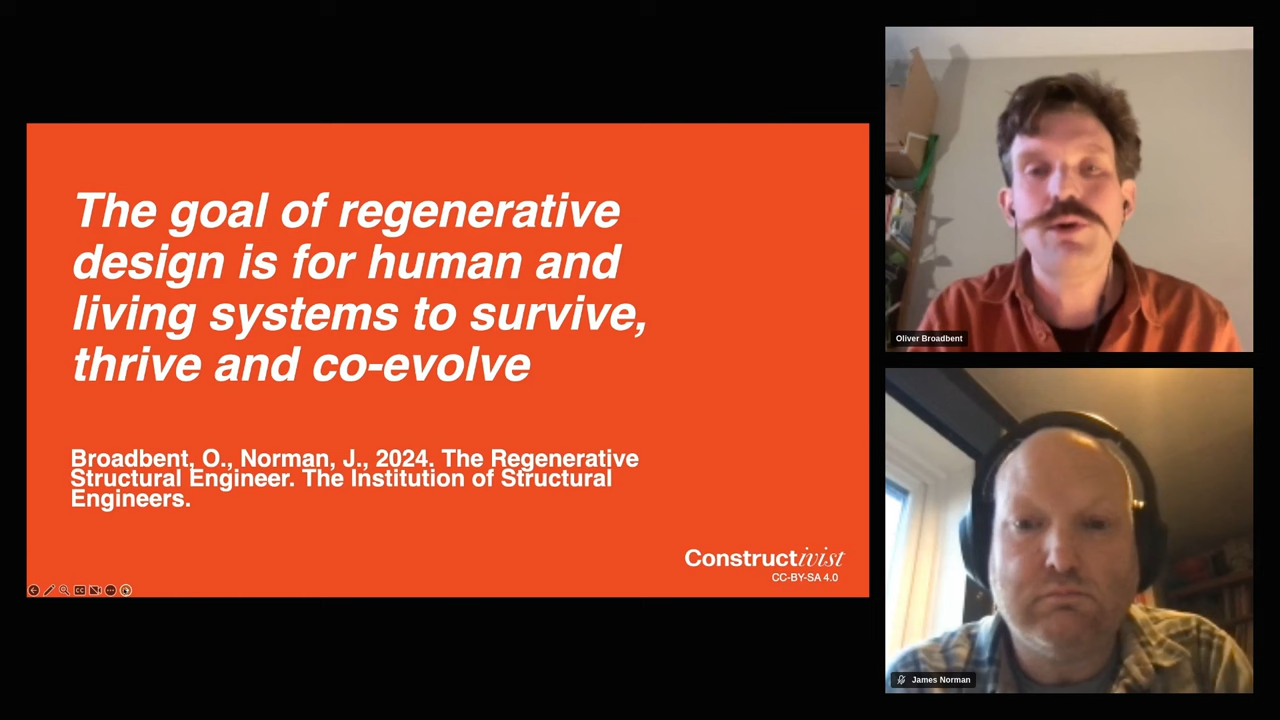 The goal of regenerative
design is for human and
living systems to survive,
thrive and co-evolve
Broadbent, O., Norman, J., 2024. The Regenerative
Structural Engineer. The Institution of Structural
Engineers.
Constructivist
CC-BY-SA 4.0
CC
Oliver Broadbent
James Norman